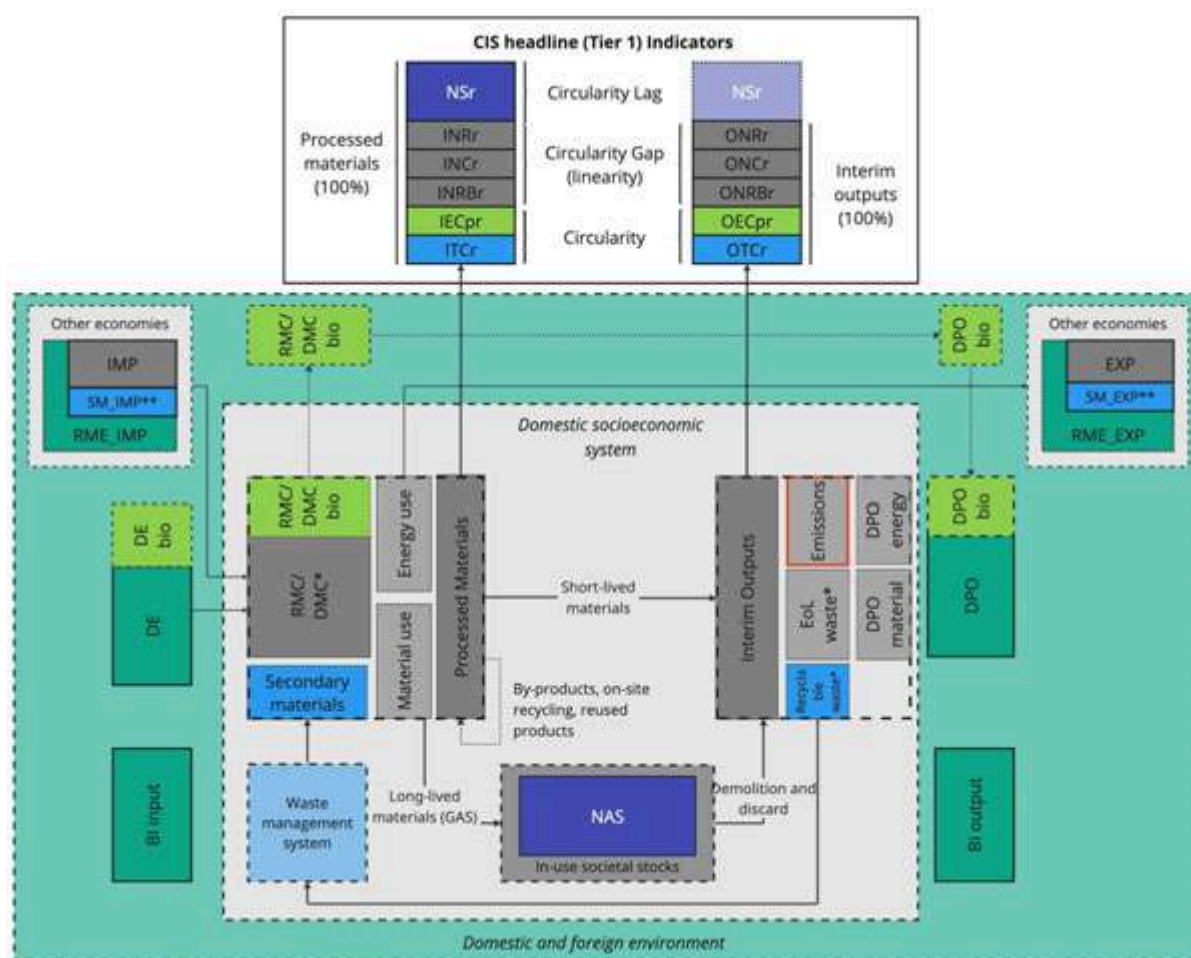 CIS headline (Tier 1) Indicators
NSr
INRr
INCr
INRBr
IECpr
ITCr
Processed
materials
(100%)
Circularity Lag
Circularity Gap
(linearity)
Circularity
NSr
ONRr
ONCr
ONRBr
OECpr
OTCr
Interim
outputs
(100%)
Other economies
IMP
SM_IMP**
RME_IMP
RMC/
DMC
bio
DPO
bio
Other economies
EXP
SM_EXP**
RME_EXP
Domestic socioeconomic
system
DE
bio
DE
RMC/
DMC
bio
RMC/
DMC*
Secondary
materials
Energy use
Material use
Processed Materials
Short-lived
materials
By-products, on-site
recycling, reused
products
Interim Outputs
Emissions
EoL
waste*
Recycla
ble
waste*
DPO
energy
DPO
material
DPO
bio
DPO
BI input
Waste
management
system
Long-lived
materials (GAS)
NAS
In-use societal stocks
Demolition and
discard
BI output
Domestic and foreign environment